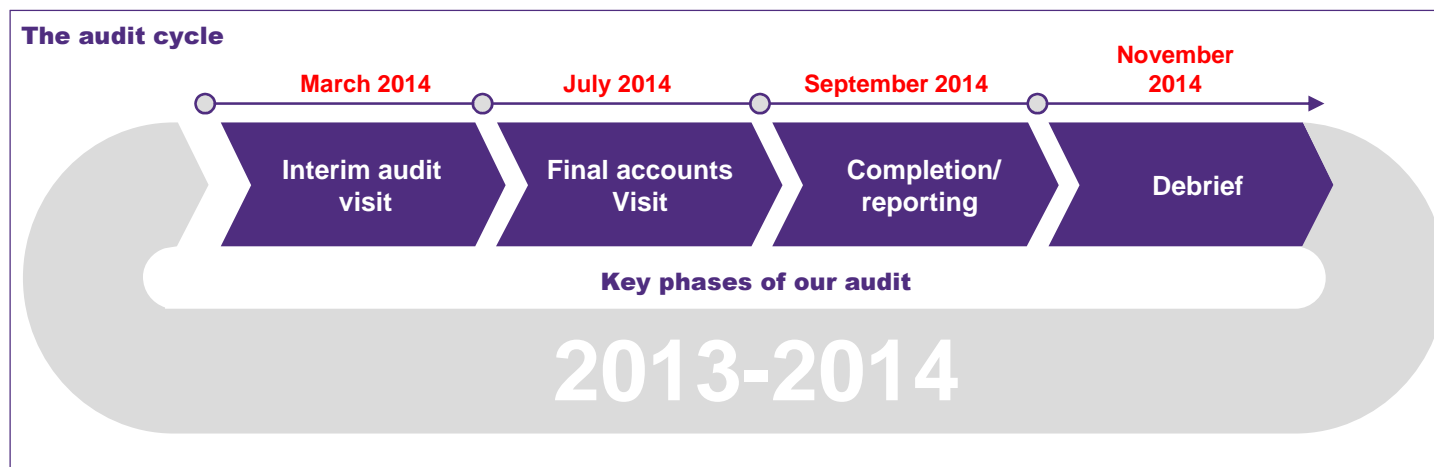 The audit cycle
November
2014
March 2014
July 2014
September 2014
Interim audit
visit
Final accounts
Visit
Completion/
reporting
Debrief
Key phases of our audit
2013-2014